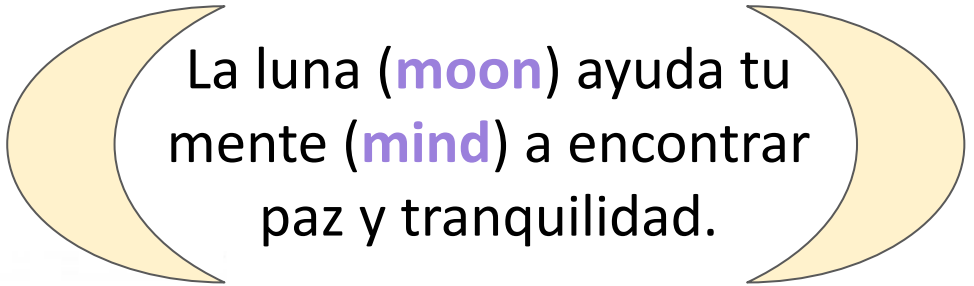 La luna (moon) ayuda tu
mente (mind) a encontrar
paz y tranquilidad.